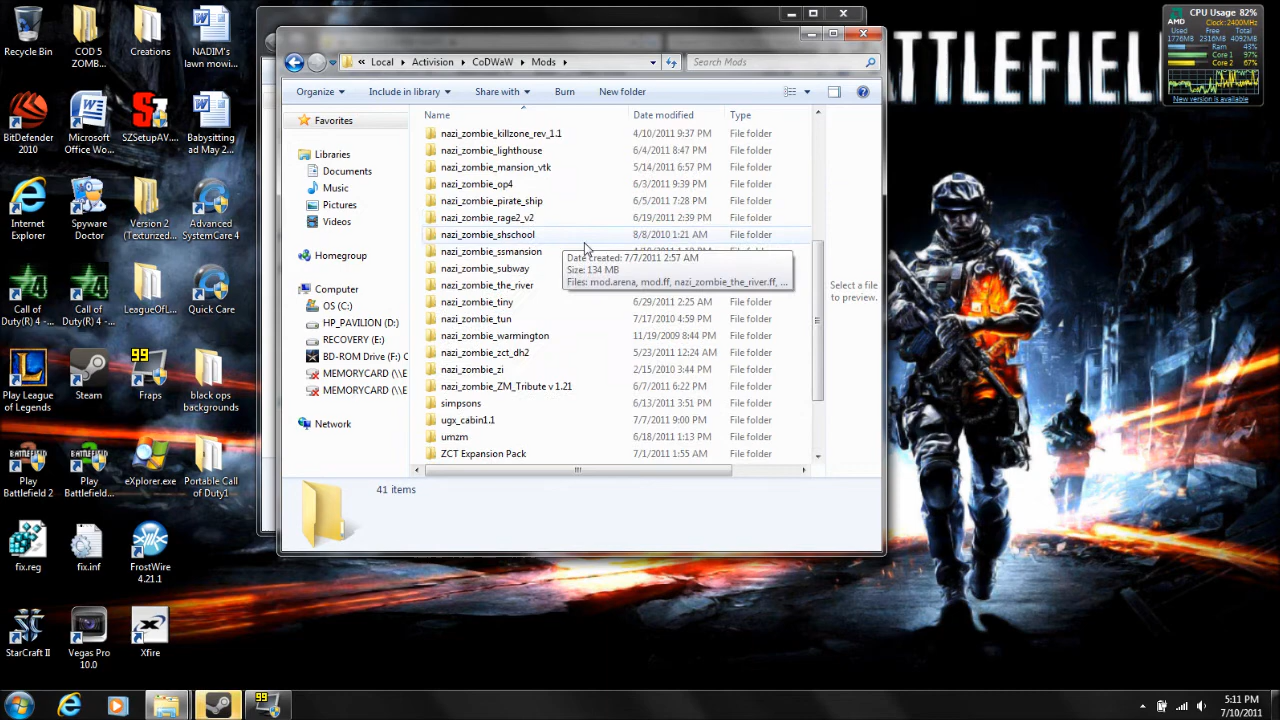 Recycle Bin
COD 5
ZOMB...
Creations
NADIM's
lawn mowi...
BitDefender
2010
Microsoft
Office Wo...
SZSetupAV....
Babysitting
ad May 2...
Internet
Explorer
Spyware
Doctor
Version 2
(Texturized...
Advanced
SystemCare 4
Call of
Duty(R) 4 -...
Call of
Duty(R) 4 -...
LeagueOfL...
Quick Care
Play League
of Legends
Steam
99
Fraps
black ops
backgrounds
Play
Battlefield 2
Play
Battlefield...
eXplorer.exe
Portable Call
of Duty1
fix.reg
fix.inf
FrostWire
4.21.1
StarCraft II
Vegas Pro
10.0
Xfire
« Local
Activision
CoDWaW
Mods
Search Mods
Organize
Include in library
Burn
New folder
Favorites
Libraries
Documents
Music
Pictures
Videos
Homegroup
Computer
OS (C:)
HP_PAVILION (D:)
RECOVERY (E:)
BD-ROM Drive (F:) C
MEMORYCARD (\\E
MEMORYCARD (\\E
Network
Name Date modified Type
nazi_zombie_killzone_rev_1.1 4/10/2011 9:37 PM File folder
nazi_zombie_lighthouse 6/4/2011 8:47 PM File folder
nazi_zombie_mansion_vtk 5/14/2011 6:57 PM File folder
nazi_zombie_op4 6/3/2011 9:39 PM File folder
nazi_zombie_pirate_ship 6/5/2011 7:28 PM File folder
nazi_zombie_rage2_v2 6/19/2011 2:39 PM File folder
nazi_zombie_shschool 8/8/2010 1:21 AM File folder
nazi_zombie_ssmansion File folder
nazi_zombie_subway
nazi_zombie_the_river
nazi_zombie_tiny 6/29/2011 2:25 AM File folder
nazi_zombie_tun 7/17/2010 4:59 PM File folder
nazi_zombie_warmington 11/19/2009 8:44 PM File folder
nazi_zombie_zct_dh2 5/23/2011 12:24 AM File folder
nazi_zombie_zi 2/15/2010 3:44 PM File folder
nazi_zombie_ZM_Tribute v 1.21 6/7/2011 6:22 PM File folder
simpsons 6/13/2011 3:51 PM File folder
ugx_cabin1.1 7/7/2011 9:00 PM File folder
umzm 6/18/2011 1:13 PM File folder
ZCT Expansion Pack 7/1/2011 1:55 AM File folder
Date created: 7/7/2011 2:57 AM
Size: 134 MB
Files: mod.arena, mod.ff, nazi_zombie_the_river.ff, ...
Select a file
to preview.
41 items
CPU Usage 82%
AMD
Clock:2400MHz
Used Free Total
1776MB 2316MB 4092MB
Ram 43%
Core 1 97%
Core 2 67%
New version is available
99
5:11 PM
7/10/2011